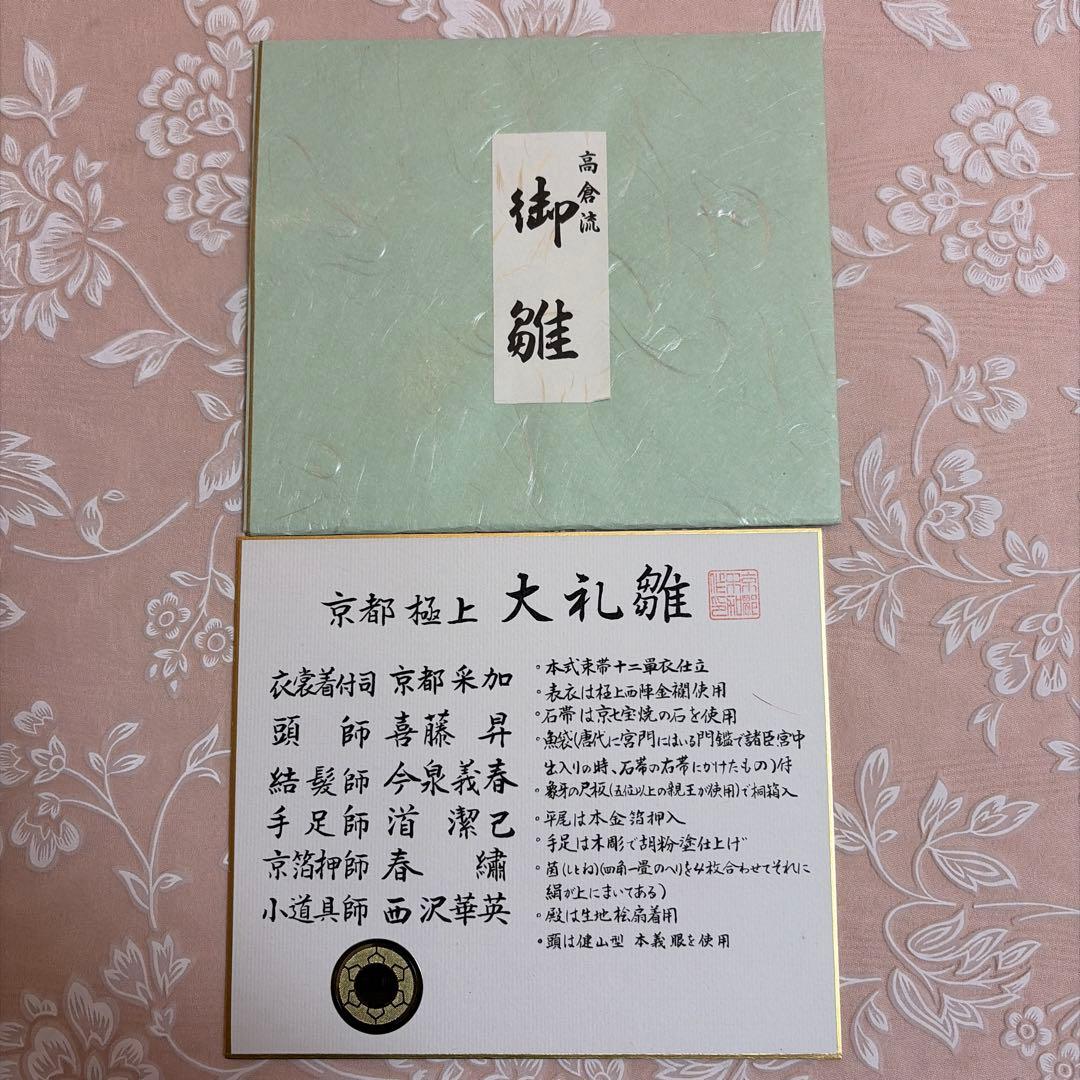 高倉流
御雛
京都 極上 大礼雛
衣裳着付司 京都 采加
頭師 喜藤 昇
結髪師 今泉義春
手足師 潔己
京箔押師 春繍
小道具師 西沢華英
。本式束帯十二単衣仕立
。表衣は極上西陣金襴使用
。石帯は京七宝焼の石を使用
。魚袋(唐代に宮門にはいる門鑑で諸臣宮中
出入りの時、石帯の右帯にかけたもの)付
。象牙の尺板(五位以上の親王が使用)で桐箱入
。平尾は本金箔押入
。手足は木彫で胡粉塗仕上げ
。茵(しとね)(四角一畳のへりを4枚合わせてそれに
絹が上にまいてある)
。殿は生地桧扇着用
。頭は健山型 本義眼を使用